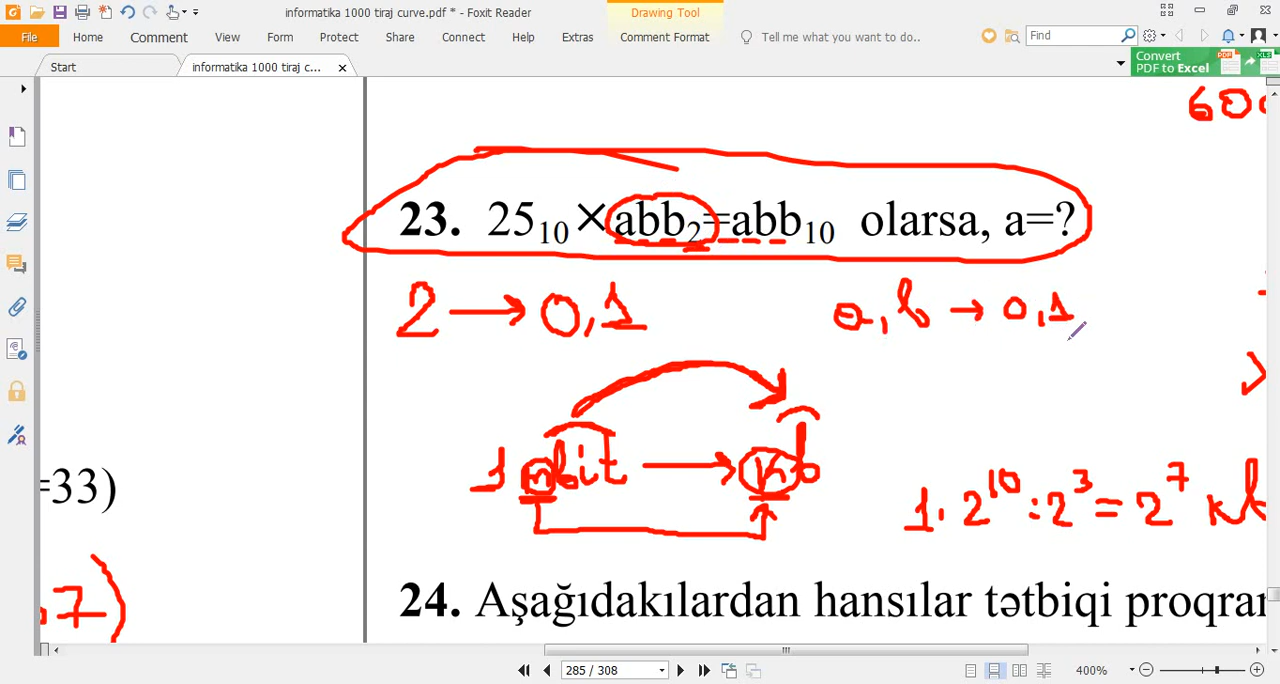 informatika 1000 tiraj curve.pdf * - Foxit Reader
Drawing Tool
File Home Comment View Form Protect Share Connect Help Extras Comment Format Tell me what you want to do.. Find
Start informatika 1000 tiraj c...
Convert
PDF to Excel
600
23. 25₁₀×abb₂=abb₁₀ olarsa, a=?
2 → 0,1 a,b → 0,1
1 mbit → kb
=33)
1·2¹⁰:2³=2⁷ kb
24. Aşağıdakılardan hansılar tətbiqi proqra
,7)
285 / 308 400%